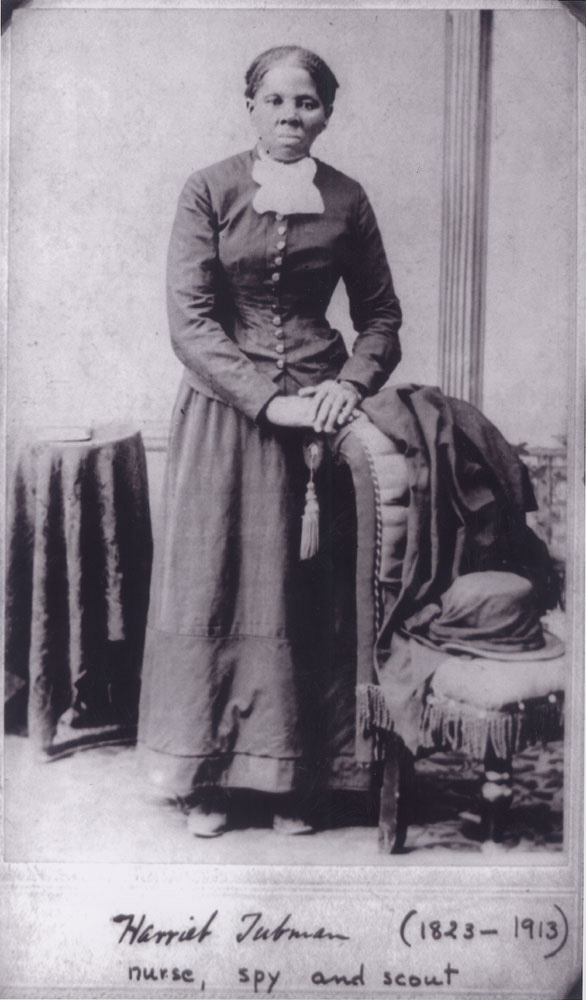 Harriet Tubman (1823-1913)
nurse, spy and scout